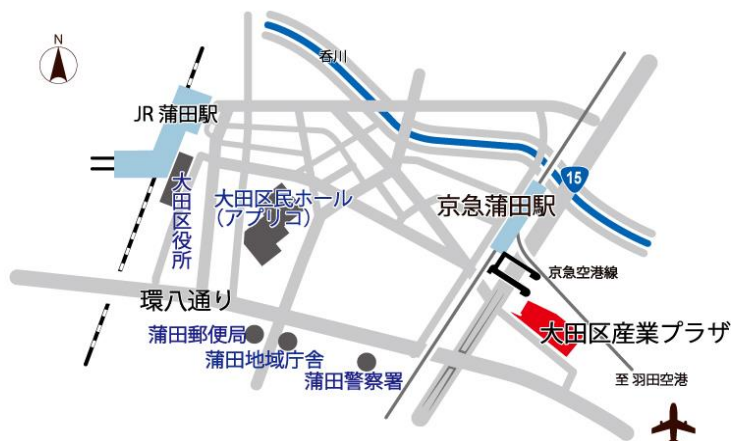 N
呑川
JR 蒲田駅
15
大田区役所
大田区民ホール
(アプリコ)
京急蒲田駅
京急空港線
環八通り
大田区産業プラザ
蒲田郵便局
蒲田地域庁舎
蒲田警察署
至 羽田空港